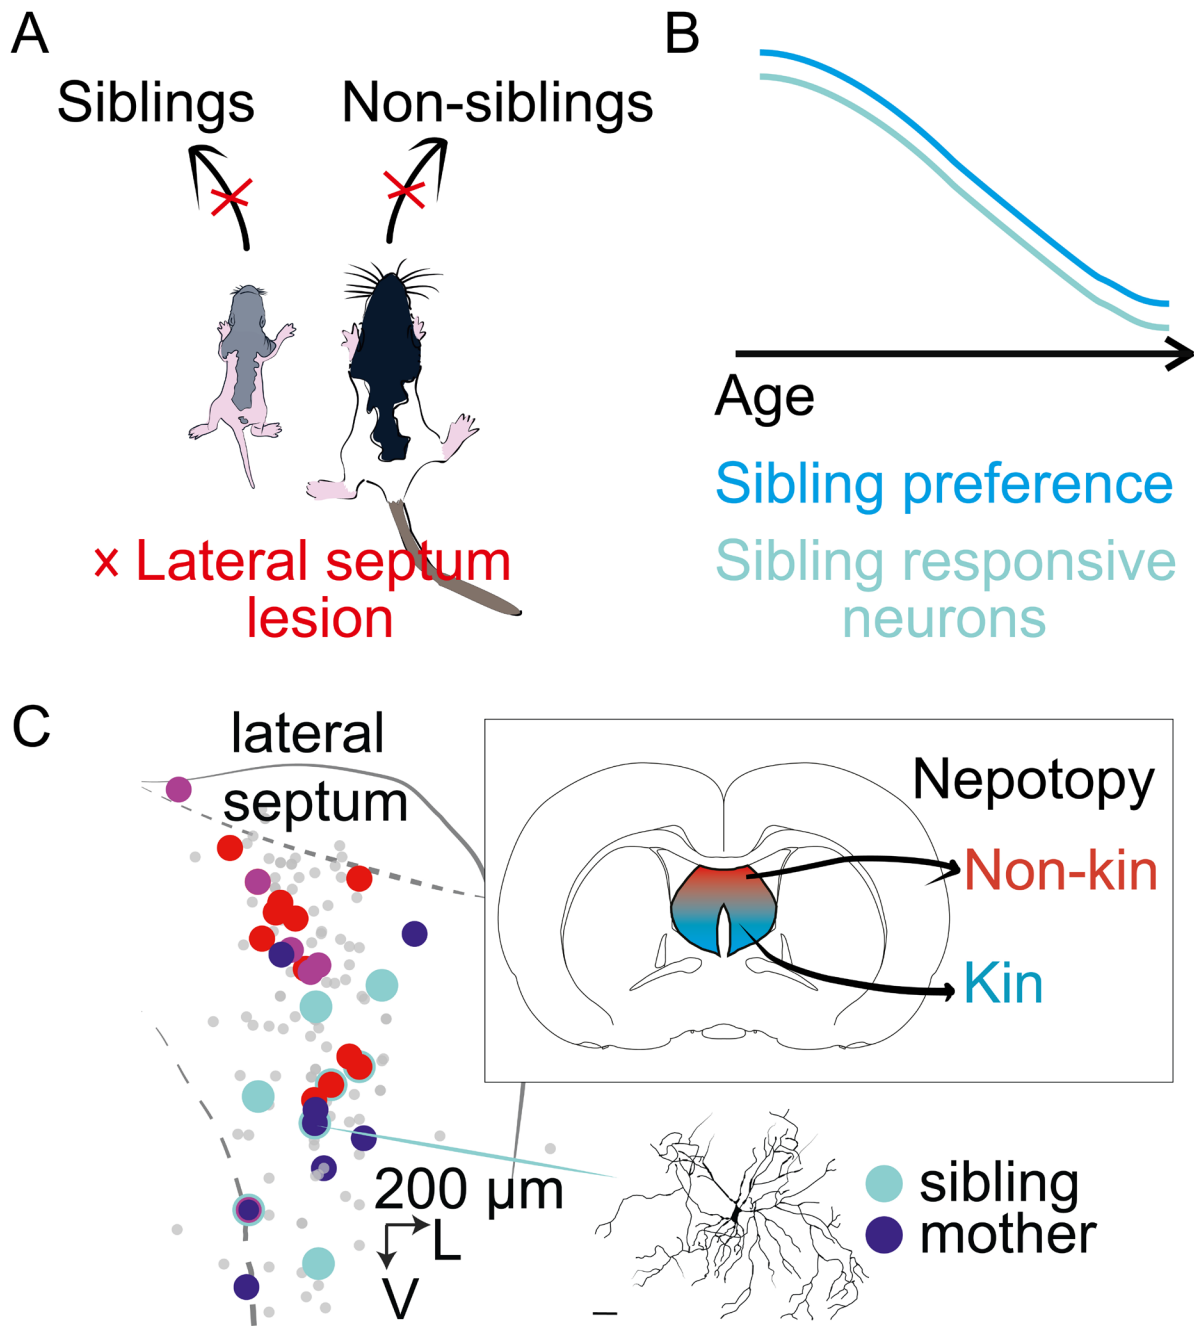 A
Siblings
Non-siblings
× Lateral septum
lesion
B
Age
Sibling preference
Sibling responsive
neurons
C
lateral
septum
Nepotopy
Non-kin
Kin
200 µm
L
V
sibling
mother